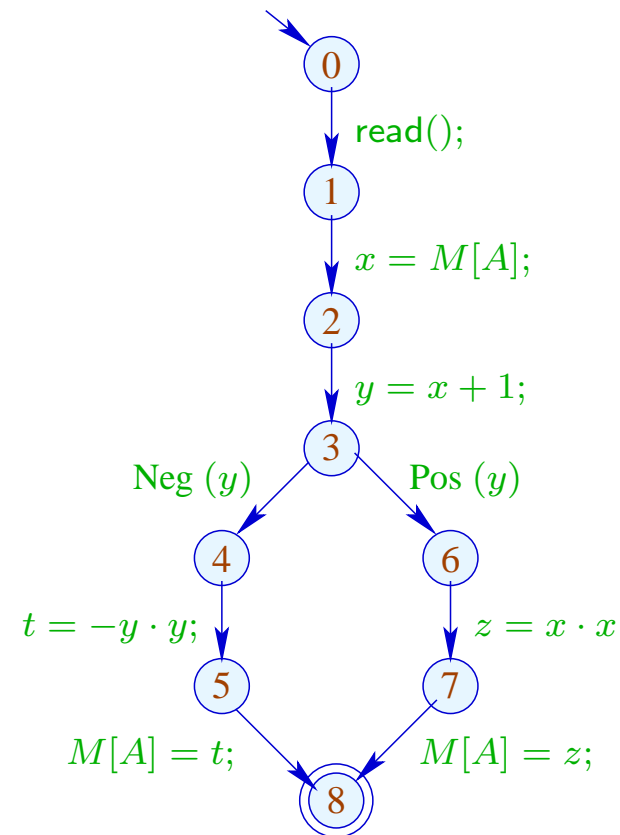 0
read();
1
x = M[A];
2
y = x + 1;
3
Neg (y) Pos (y)
4 6
t = −y · y; z = x · x
5 7
M[A] = t; M[A] = z;
8